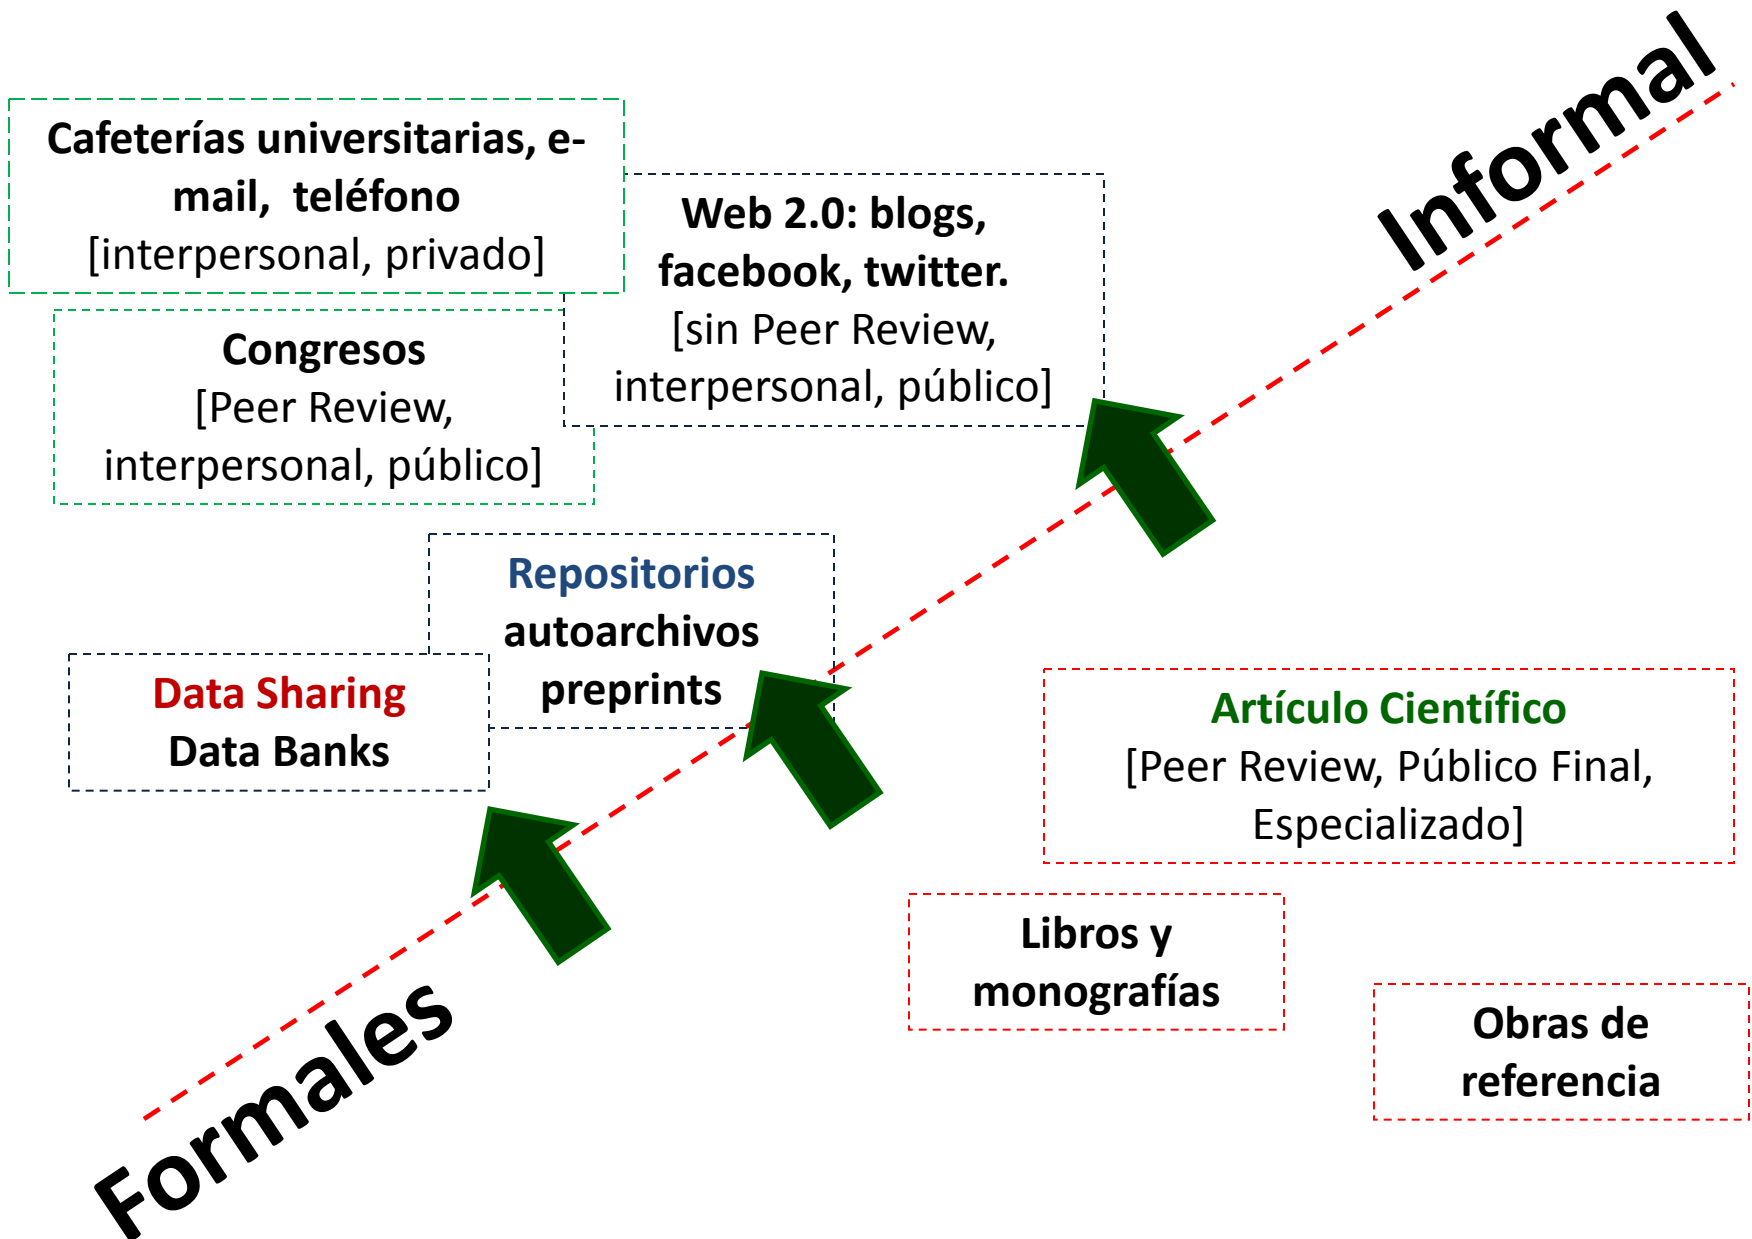 Informal
Cafeterías universitarias, e-
mail, teléfono
[interpersonal, privado]
Web 2.0: blogs,
facebook, twitter.
[sin Peer Review,
interpersonal, público]
Congresos
[Peer Review,
interpersonal, público]
Repositorios
autoarchivos
preprints
Data Sharing
Data Banks
Artículo Científico
[Peer Review, Público Final,
Especializado]
Libros y
monografías
Obras de
referencia
Formales